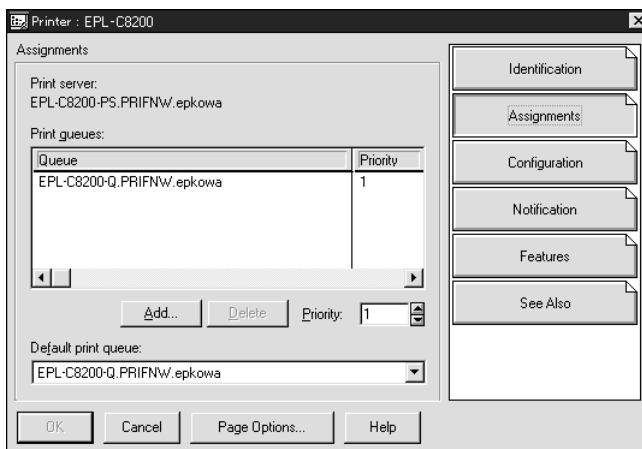 Printer : EPL-C8200
Assignments
Print server:
EPL-C8200-PS.PRIFNW.epkowa
Print queues:
Queue Priority
EPL-C8200-Q.PRIFNW.epkowa 1
Add... Delete Priority: 1
Default print queue:
EPL-C8200-Q.PRIFNW.epkowa
OK Cancel Page Options... Help
Identification
Assignments
Configuration
Notification
Features
See Also